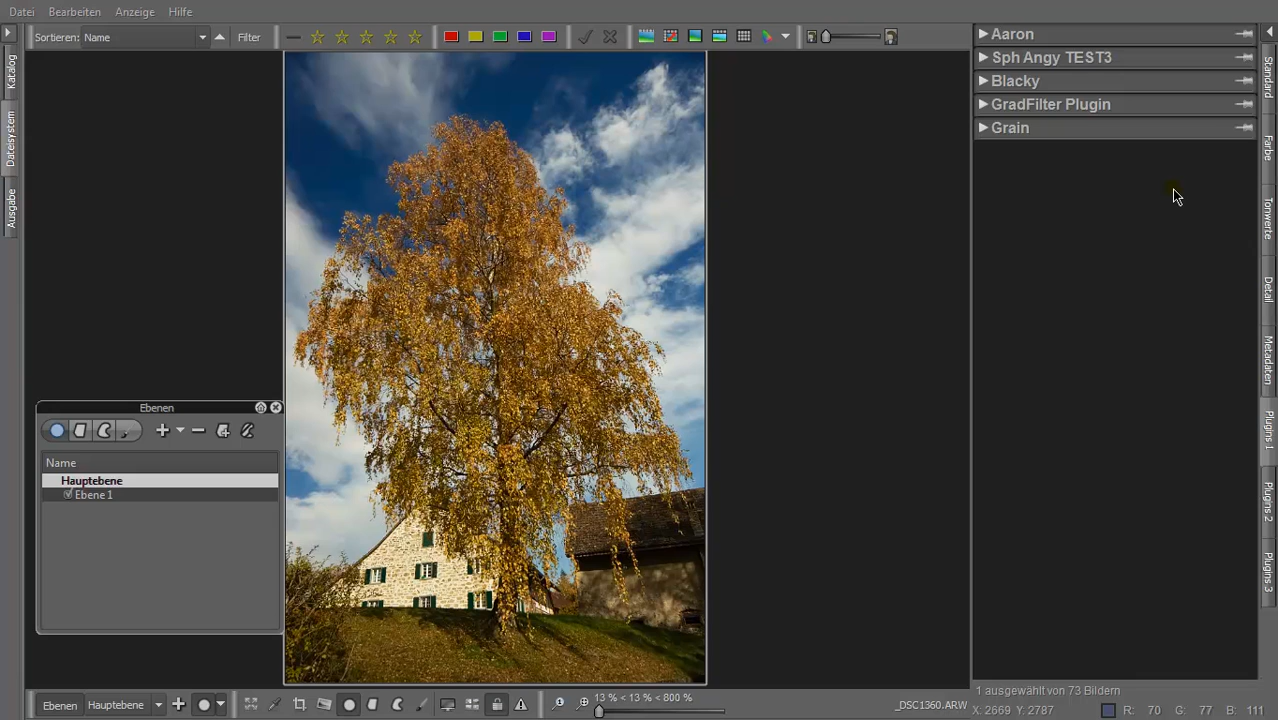 Datei Bearbeiten Anzeige Hilfe
Sortieren: Name Filter
Katalog
Dateisystem
Ausgabe
Aaron
Sph Angy TEST3
Blacky
GradFilter Plugin
Grain
Standard
Farbe
Tonwerte
Detail
Metadaten
Plugins 1
Plugins 2
Plugins 3
Ebenen
Name
Hauptebene
Ebene 1
Ebenen Hauptebene
13 % < 13 % < 800 %
_DSC1360.ARW
1 ausgewählt von 73 Bildern
X: 2669 Y: 2787 R: 70 G: 77 B: 111